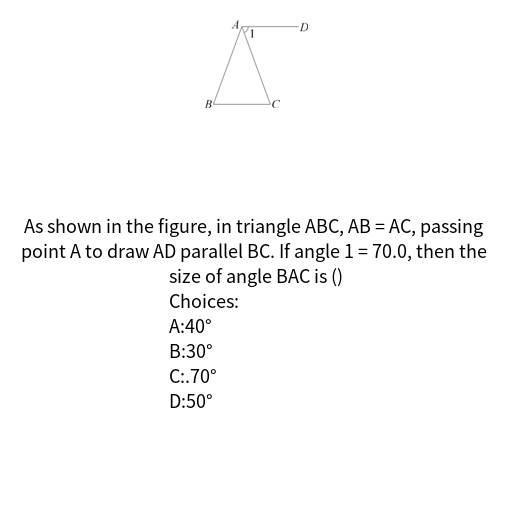 A
D
1
B
C
As shown in the figure, in triangle ABC, AB = AC, passing
point A to draw AD parallel BC. If angle 1 = 70.0, then the
size of angle BAC is ()
Choices:
A:40°
B:30°
C:.70°
D:50°